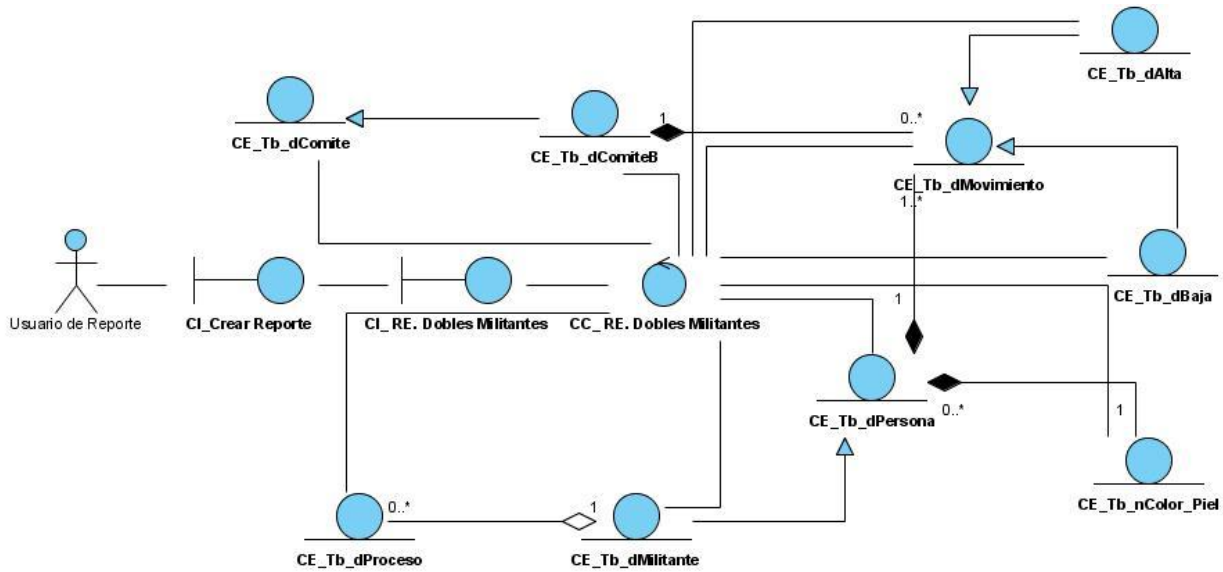 CE_Tb_dAlta
CE_Tb_dComite
1
0..*
CE_Tb_dComiteB
CE_Tb_dMovimiento
1..*
Usuario de Reporte
CI_Crear Reporte
CI_ RE. Dobles Militantes
CC_ RE. Dobles Militantes
1
CE_Tb_dBaja
0..*
1
CE_Tb_dPersona
CE_Tb_nColor_Piel
0..*
1
CE_Tb_dProceso
CE_Tb_dMilitante